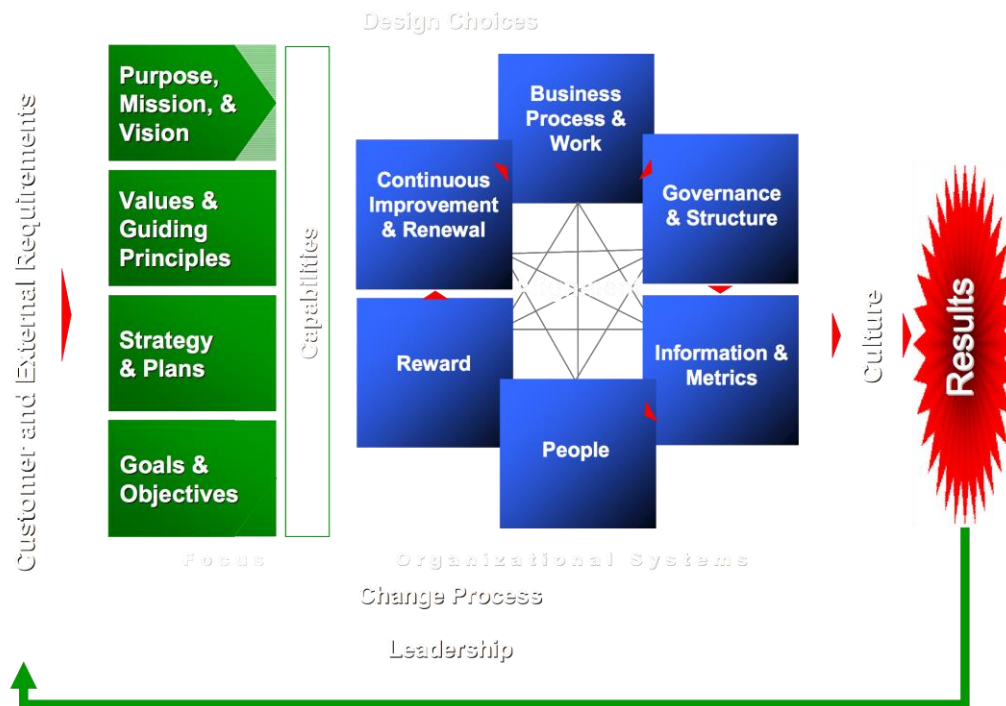 Design Choices
Customer and External Requirements
Purpose,
Mission, &
Vision
Values &
Guiding
Principles
Strategy
& Plans
Goals &
Objectives
Capabilities
Business
Process &
Work
Continuous
Improvement
& Renewal
Governance
& Structure
Reward
Information &
Metrics
People
Culture
Results
Focus
Organizational Systems
Change Process
Leadership